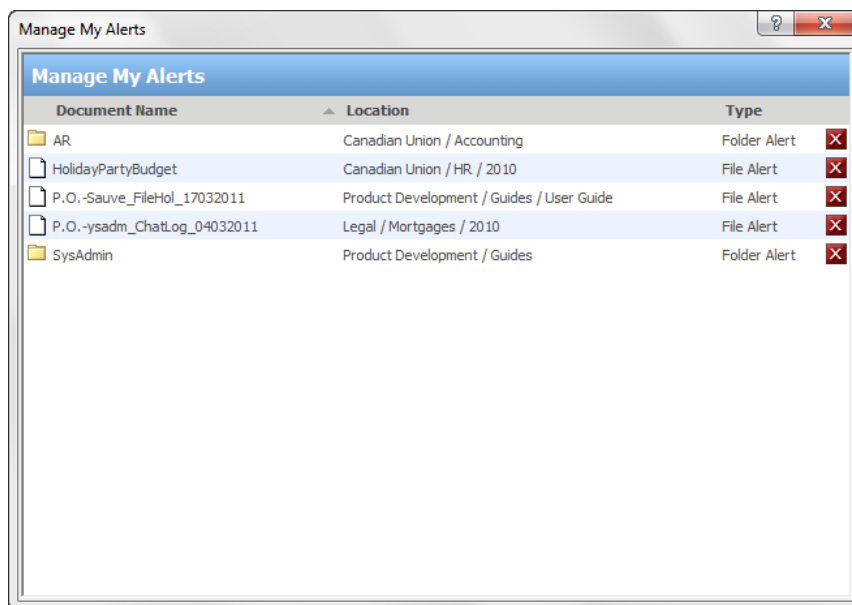 Manage My Alerts
Manage My Alerts
Document Name Location Type
AR Canadian Union / Accounting Folder Alert
HolidayPartyBudget Canadian Union / HR / 2010 File Alert
P.O.-Sauve_FileHol_17032011 Product Development / Guides / User Guide File Alert
P.O.-ysadm_ChatLog_04032011 Legal / Mortgages / 2010 File Alert
SysAdmin Product Development / Guides Folder Alert